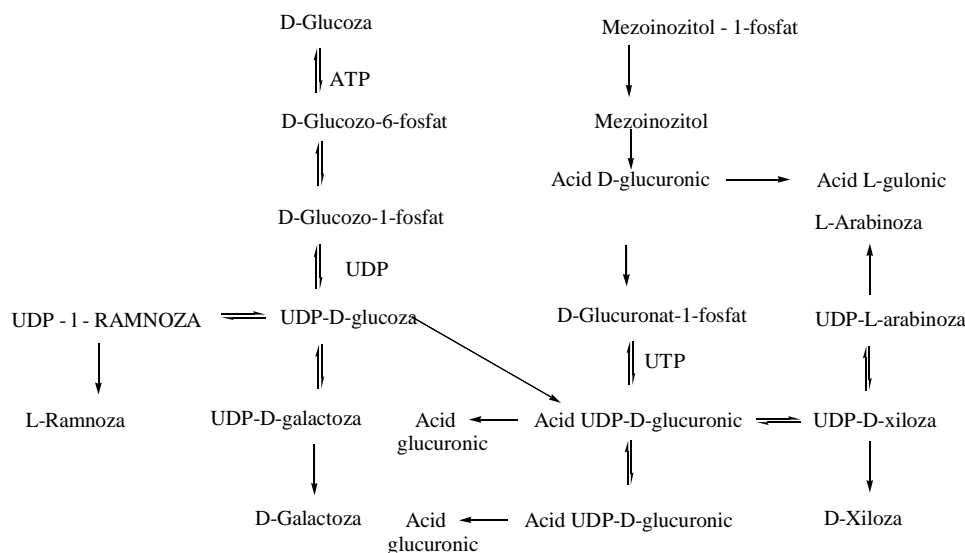 D-Glucoza
Mezoinozitol - 1-fosfat
ATP
D-Glucozo-6-fosfat
Mezoinozitol
Acid D-glucuronic
Acid L-gulonic
D-Glucozo-1-fosfat
L-Arabinoza
UDP
UDP - l - RAMNOZA
UDP-D-glucoza
D-Glucuronat-1-fosfat
UDP-L-arabinoza
UTP
L-Ramnoza
UDP-D-galactoza
Acid
glucuronic
Acid UDP-D-glucuronic
UDP-D-xiloza
D-Galactoza
Acid
glucuronic
Acid UDP-D-glucuronic
D-Xiloza